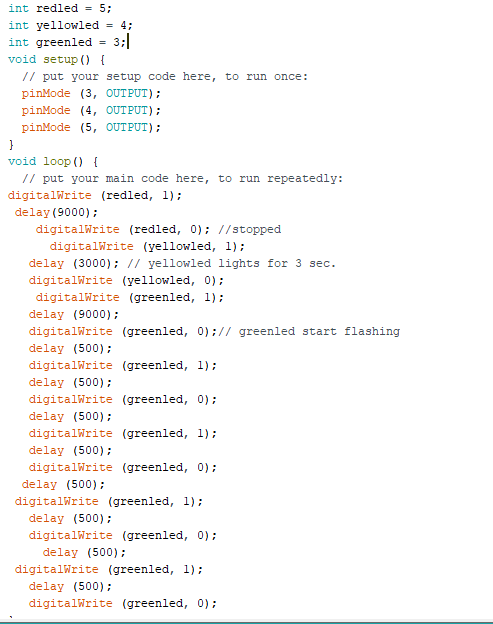 int redled = 5;
int yellowled = 4;
int greenled = 3;
void setup() {
// put your setup code here, to run once:
pinMode (3, OUTPUT);
pinMode (4, OUTPUT);
pinMode (5, OUTPUT);
}
void loop() {
// put your main code here, to run repeatedly:
digitalWrite (redled, 1);
delay(9000);
digitalWrite (redled, 0); //stopped
digitalWrite (yellowled, 1);
delay (3000); // yellowled lights for 3 sec.
digitalWrite (yellowled, 0);
digitalWrite (greenled, 1);
delay (9000);
digitalWrite (greenled, 0);// greenled start flashing
delay (500);
digitalWrite (greenled, 1);
delay (500);
digitalWrite (greenled, 0);
delay (500);
digitalWrite (greenled, 1);
delay (500);
digitalWrite (greenled, 0);
delay (500);
digitalWrite (greenled, 1);
delay (500);
digitalWrite (greenled, 0);
delay (500);
digitalWrite (greenled, 1);
delay (500);
digitalWrite (greenled, 0);